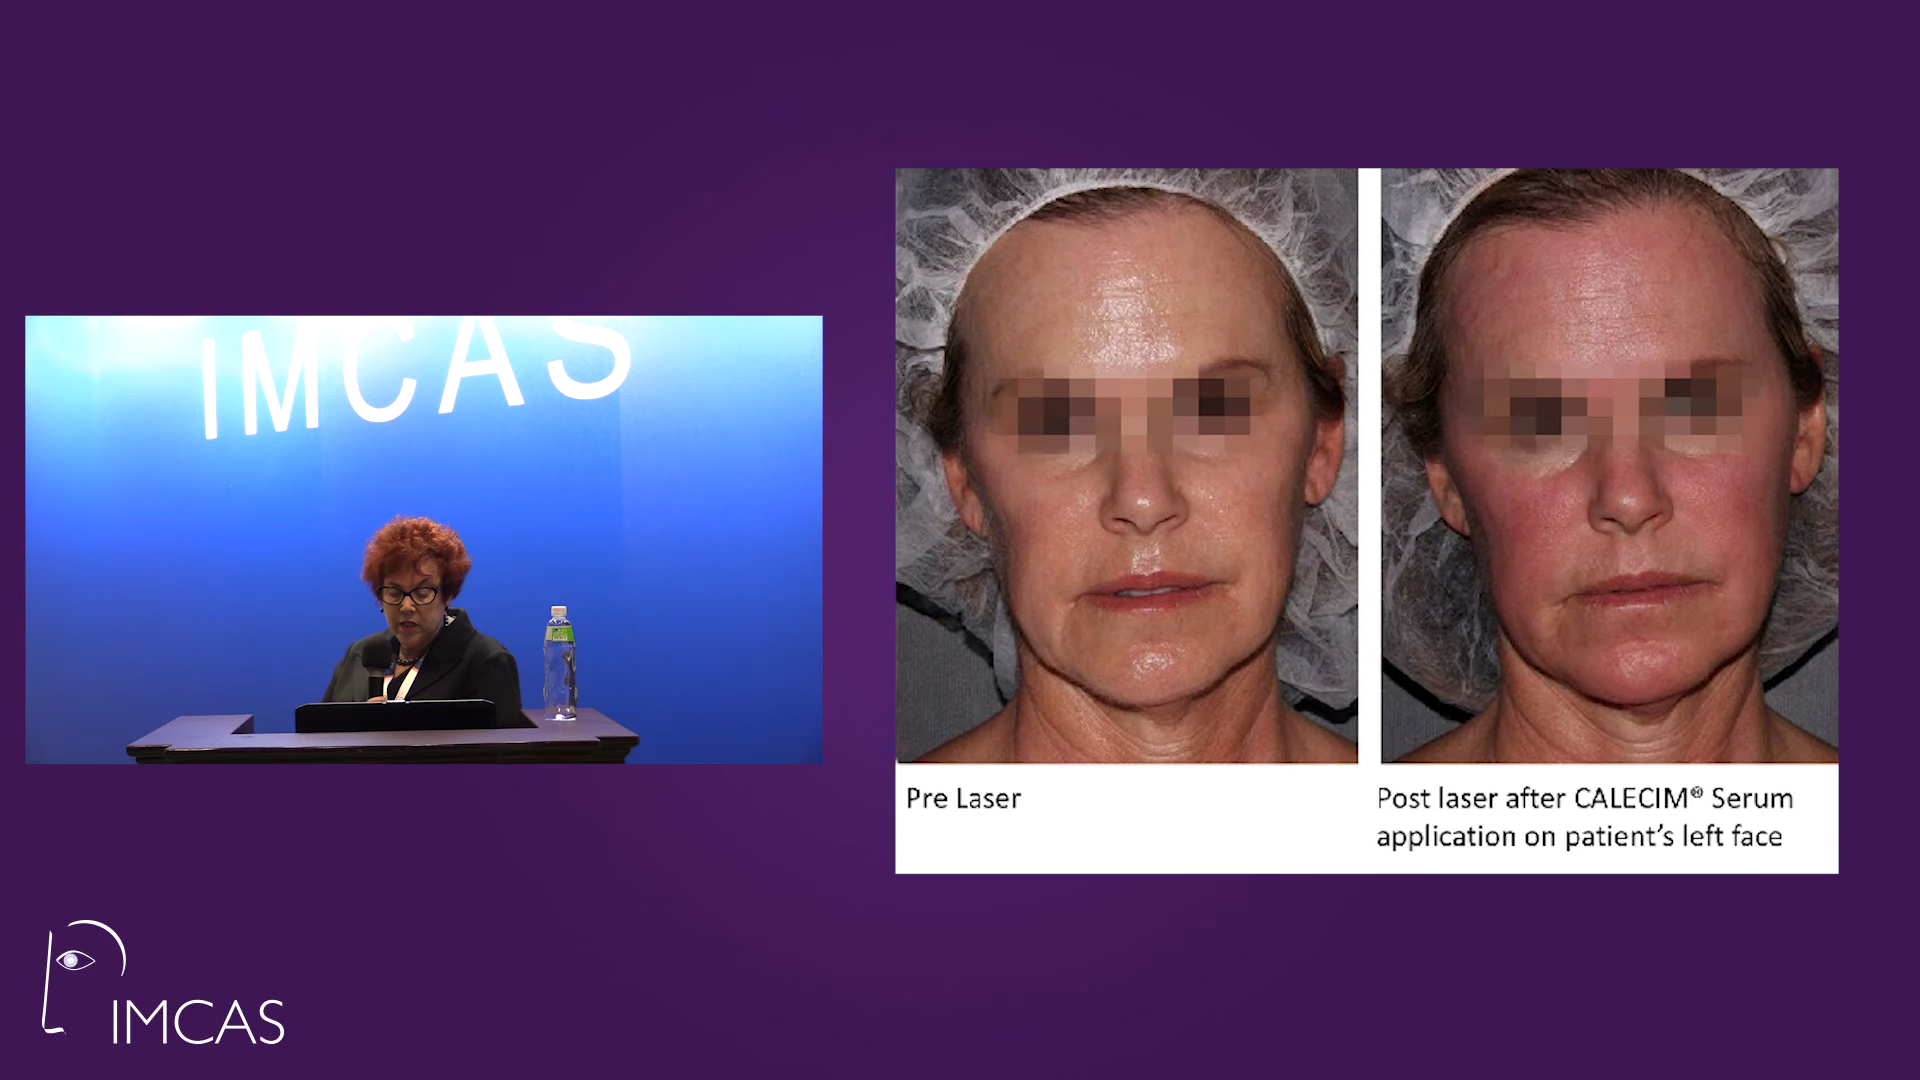 IMCAS
Pre Laser
Post laser after CALECIM® Serum
application on patient's left face
IMCAS